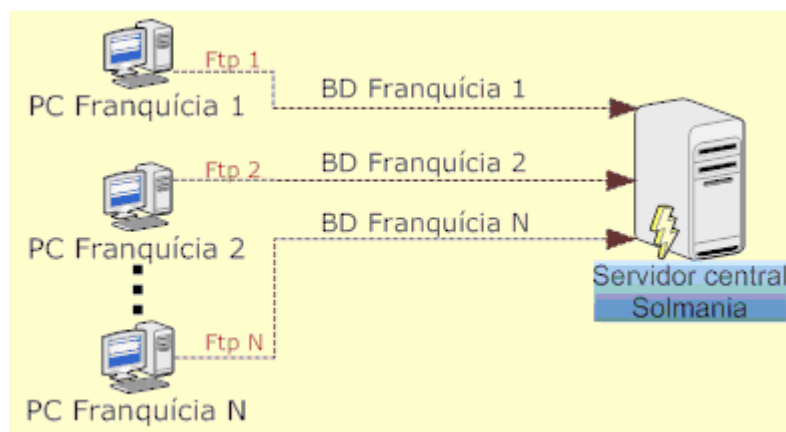 Ftp 1
BD Franquícia 1
PC Franquícia 1
Ftp 2
BD Franquícia 2
PC Franquícia 2
BD Franquícia N
Servidor central
Solmania
Ftp N
PC Franquícia N